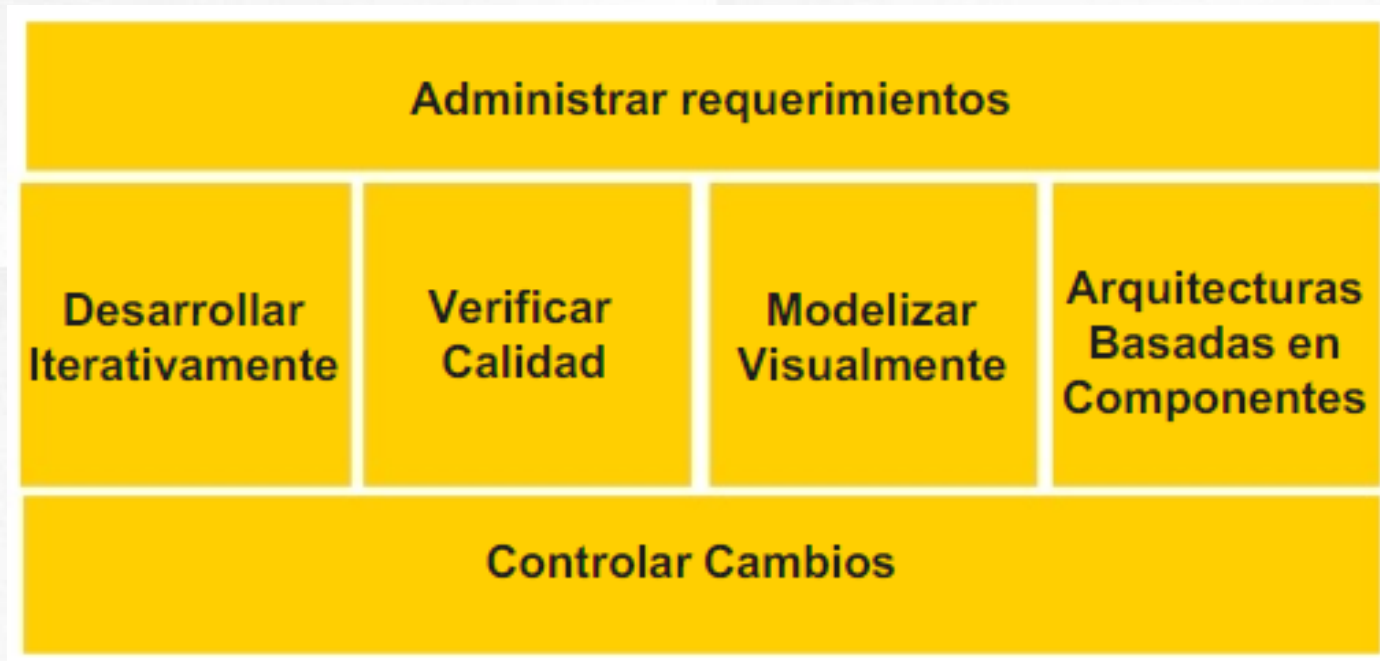 Administrar requerimientos
Desarrollar
Iterativamente
Verificar
Calidad
Modelizar
Visualmente
Arquitecturas
Basadas en
Componentes
Controlar Cambios